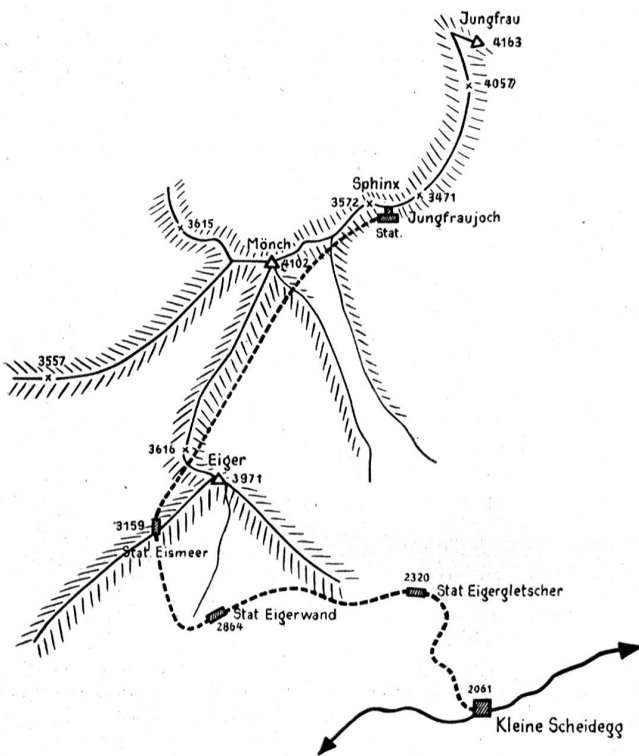 Jungfrau
4163
4057
Sphinx
3572
3471
Jungfraujoch
Stat.
3615
Mönch
4102
3557
3616
Eiger
3971
3159
Stat. Eismeer
2320
Stat Eigergletscher
Stat Eigerwand
2864
2061
Kleine Scheidegg